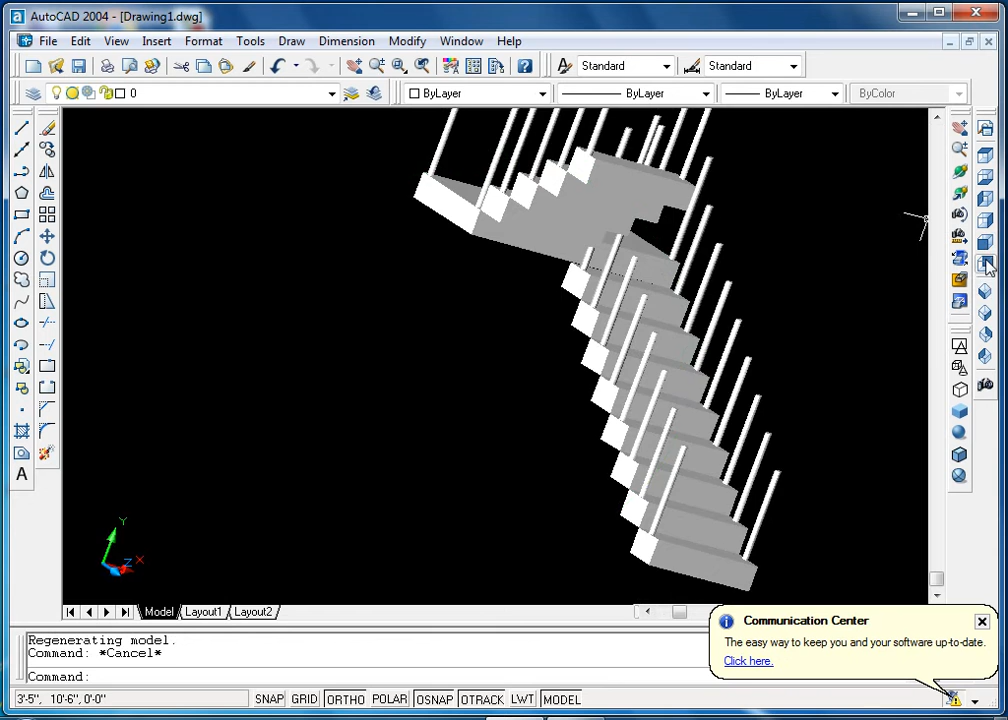 AutoCAD 2004 - [Drawing1.dwg]
File Edit View Insert Format Tools Draw Dimension Modify Window Help
Standard Standard
0 ByLayer ByLayer ByLayer ByColor
A
Y
Z X
Model Layout1 Layout2
Regenerating model.
Command: *Cancel*
Command:
Communication Center
The easy way to keep you and your software up-to-date.
Click here.
3'-5", 10'-6", 0'-0" SNAP GRID ORTHO POLAR OSNAP OTRACK LWT MODEL